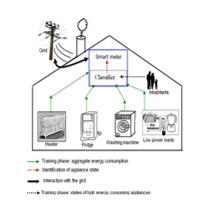 Grid
Smart meter
Classifier
Inhabitants
Heater
Fridge
Washing machine
Low power loads
Training phase: aggregate energy consumption
Identification of appliance state
Interaction with the grid
Training phase: states of high energy consuming appliances